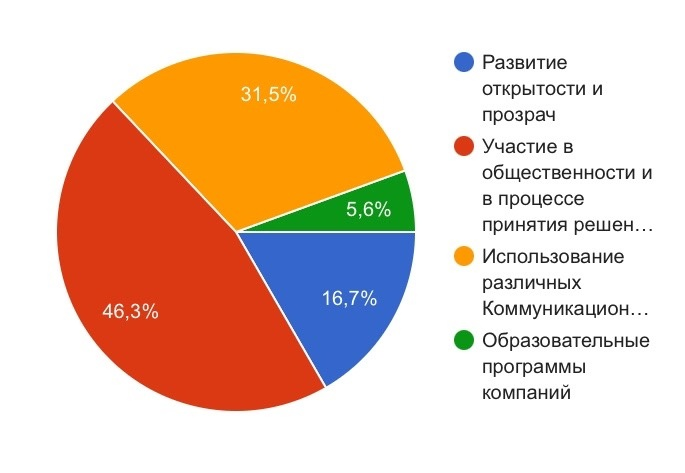 31,5%
5,6%
16,7%
46,3%
Развитие
открытости и
прозрач
Участие в
общественности и
в процессе
принятия решен…
Использование
различных
Коммуникацион…
Образовательные
программы
компаний